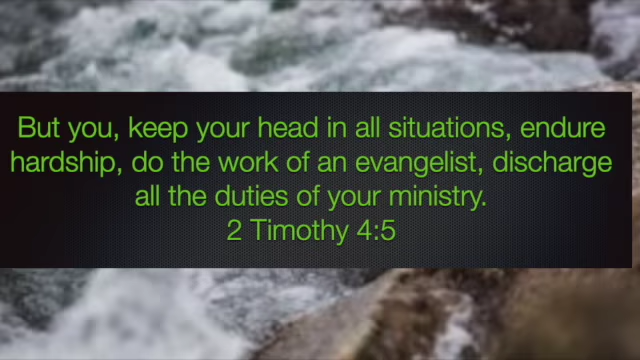 But you, keep your head in all situations, endure
hardship, do the work of an evangelist, discharge
all the duties of your ministry.
2 Timothy 4:5